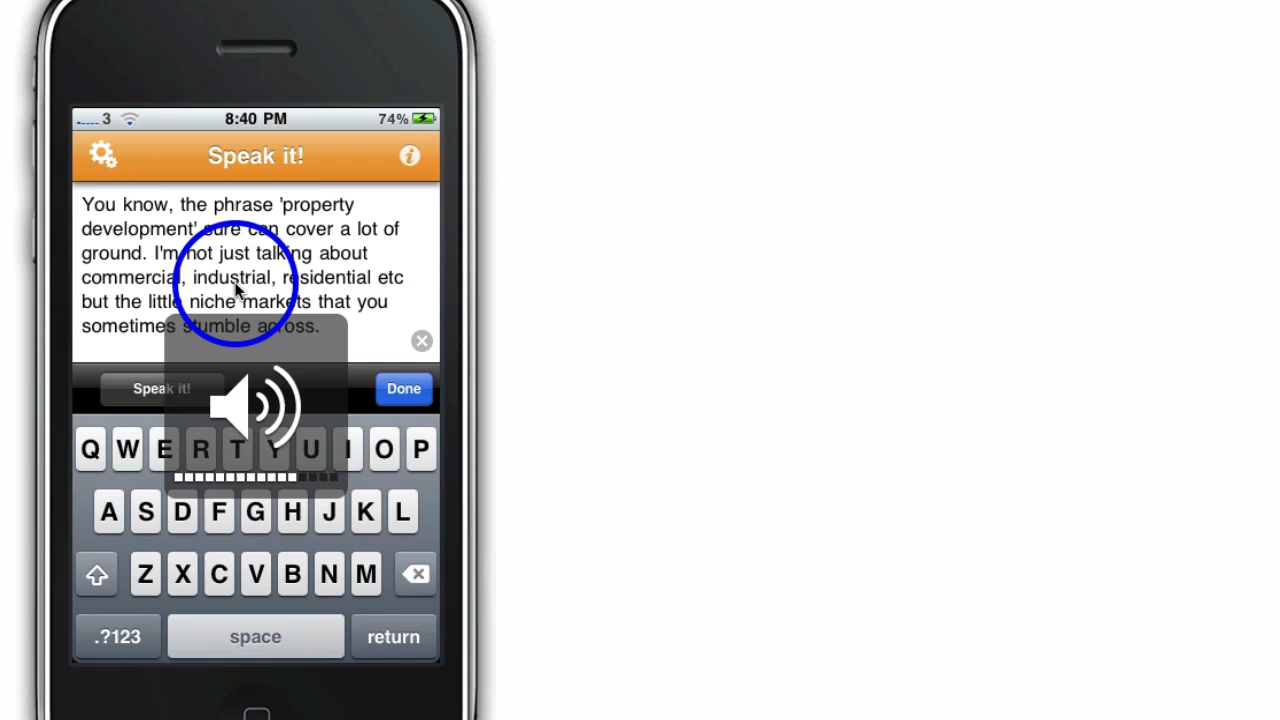 3 8:40 PM 74%
Speak it!
You know, the phrase 'property
development' sure can cover a lot of
ground. I'm not just talking about
commercial, industrial, residential etc
but the little niche markets that you
sometimes stumble across.
Speak it! Done
Q W E R T Y U I O P
A S D F G H J K L
Z X C V B N M
.?123 space return